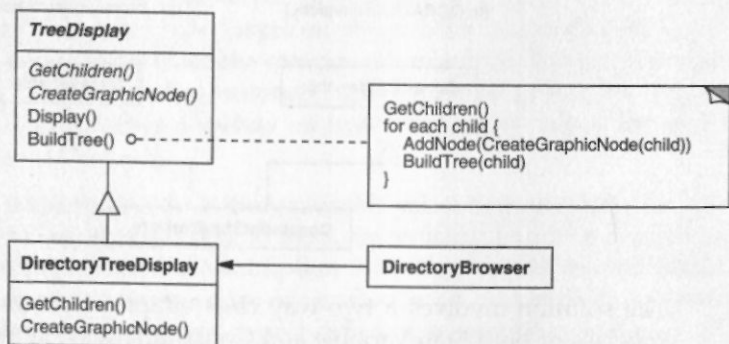 TreeDisplay
GetChildren()
CreateGraphicNode()
Display()
BuildTree()
GetChildren()
for each child {
AddNode(CreateGraphicNode(child))
BuildTree(child)
}
DirectoryTreeDisplay
GetChildren()
CreateGraphicNode()
DirectoryBrowser